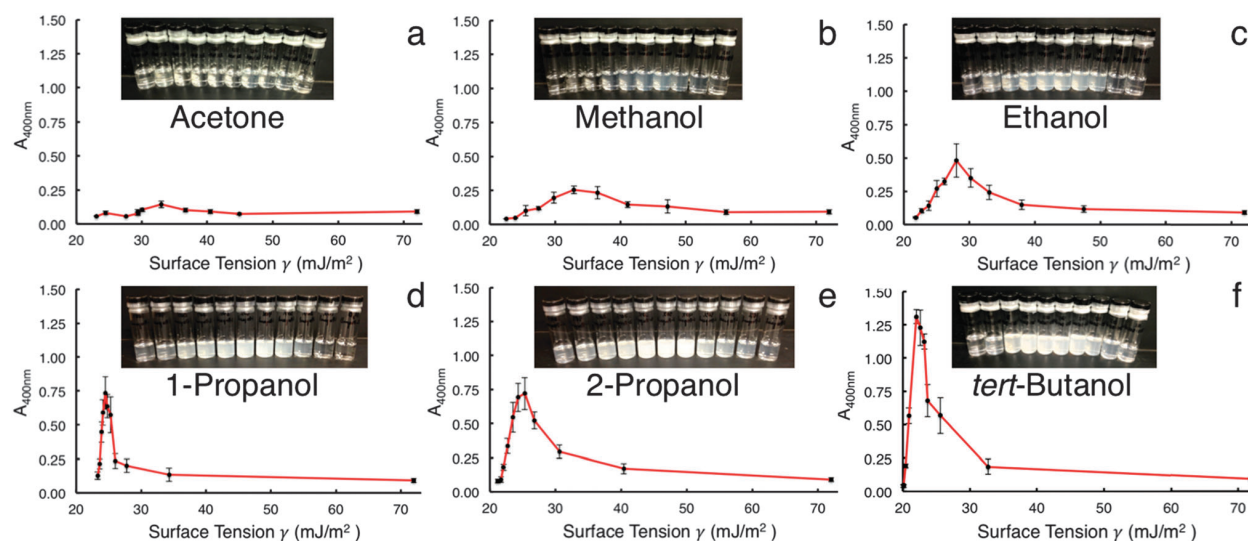 a
1.50
1.25
1.00
0.75
0.50
0.25
0.00
A400nm
Acetone
20 30 40 50 60 70
Surface Tension γ (mJ/m² )
b
1.50
1.25
1.00
0.75
0.50
0.25
0.00
A400nm
Methanol
20 30 40 50 60 70
Surface Tension γ (mJ/m² )
c
1.50
1.25
1.00
0.75
0.50
0.25
0.00
A400nm
Ethanol
20 30 40 50 60 70
Surface Tension γ (mJ/m² )
d
1.50
1.25
1.00
0.75
0.50
0.25
0.00
A400nm
1-Propanol
20 30 40 50 60 70
Surface Tension γ (mJ/m² )
e
1.50
1.25
1.00
0.75
0.50
0.25
0.00
A400nm
2-Propanol
20 30 40 50 60 70
Surface Tension γ (mJ/m² )
f
1.50
1.25
1.00
0.75
0.50
0.25
0.00
A400nm
tert-Butanol
20 30 40 50 60 70
Surface Tension γ (mJ/m² )